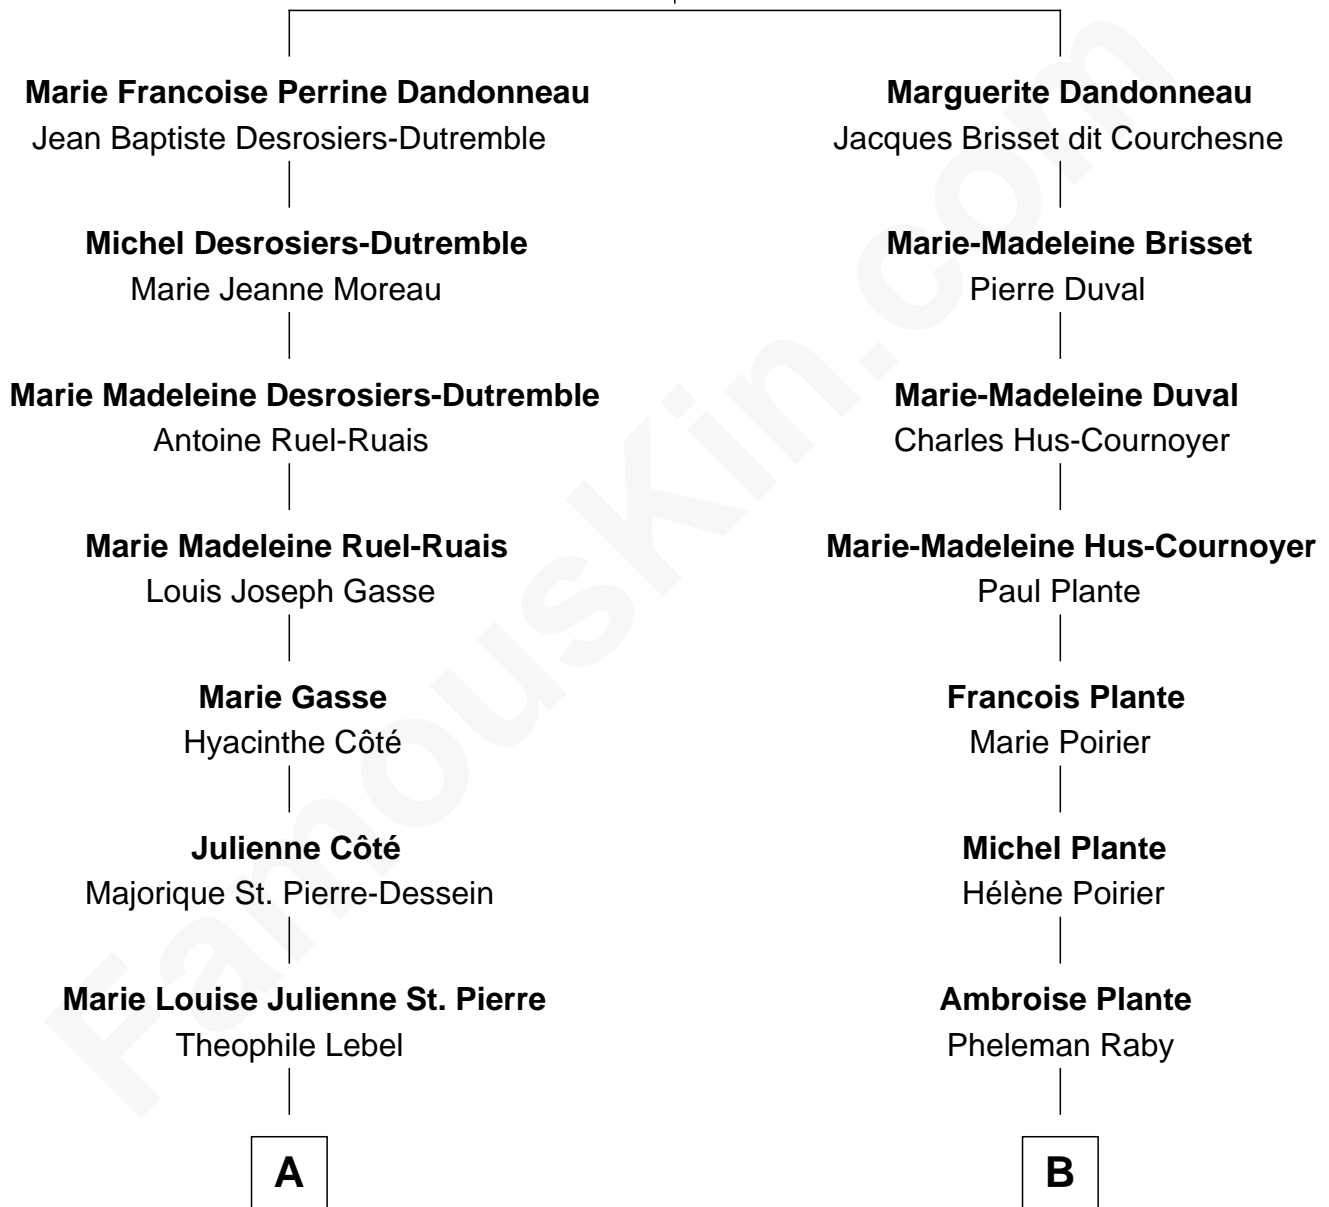 Marie Francoise Perrine Dandonneau
Jean Baptiste Desrosiers-Dutremble
Michel Desrosiers-Dutremble
Marie Jeanne Moreau
Marie Madeleine Desrosiers-Dutremble
Antoine Ruel-Ruais
Marie Madeleine Ruel-Ruais
Louis Joseph Gasse
Marie Gasse
Hyacinthe Côté
Julienne Côté
Majorique St. Pierre-Dessein
Marie Louise Julienne St. Pierre
Theophile Lebel
A
Marguerite Dandonneau
Jacques Brisset dit Courchesne
Marie-Madeleine Brisset
Pierre Duval
Marie-Madeleine Duval
Charles Hus-Cournoyer
Marie-Madeleine Hus-Cournoyer
Paul Plante
Francois Plante
Marie Poirier
Michel Plante
Hélène Poirier
Ambroise Plante
Pheleman Raby
B
FamousKin.com